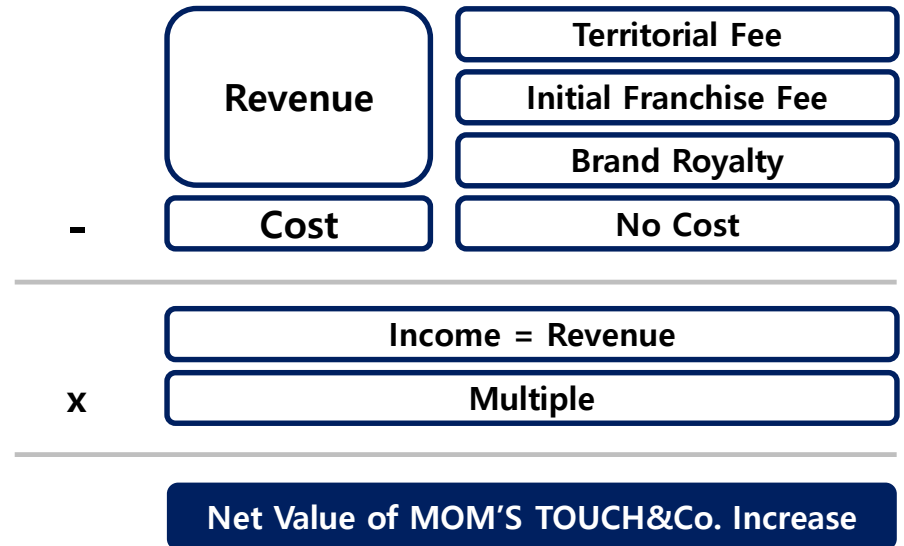 Revenue
Territorial Fee
Initial Franchise Fee
Brand Royalty
- Cost
No Cost
Income = Revenue
x Multiple
Net Value of MOM'S TOUCH&Co. Increase